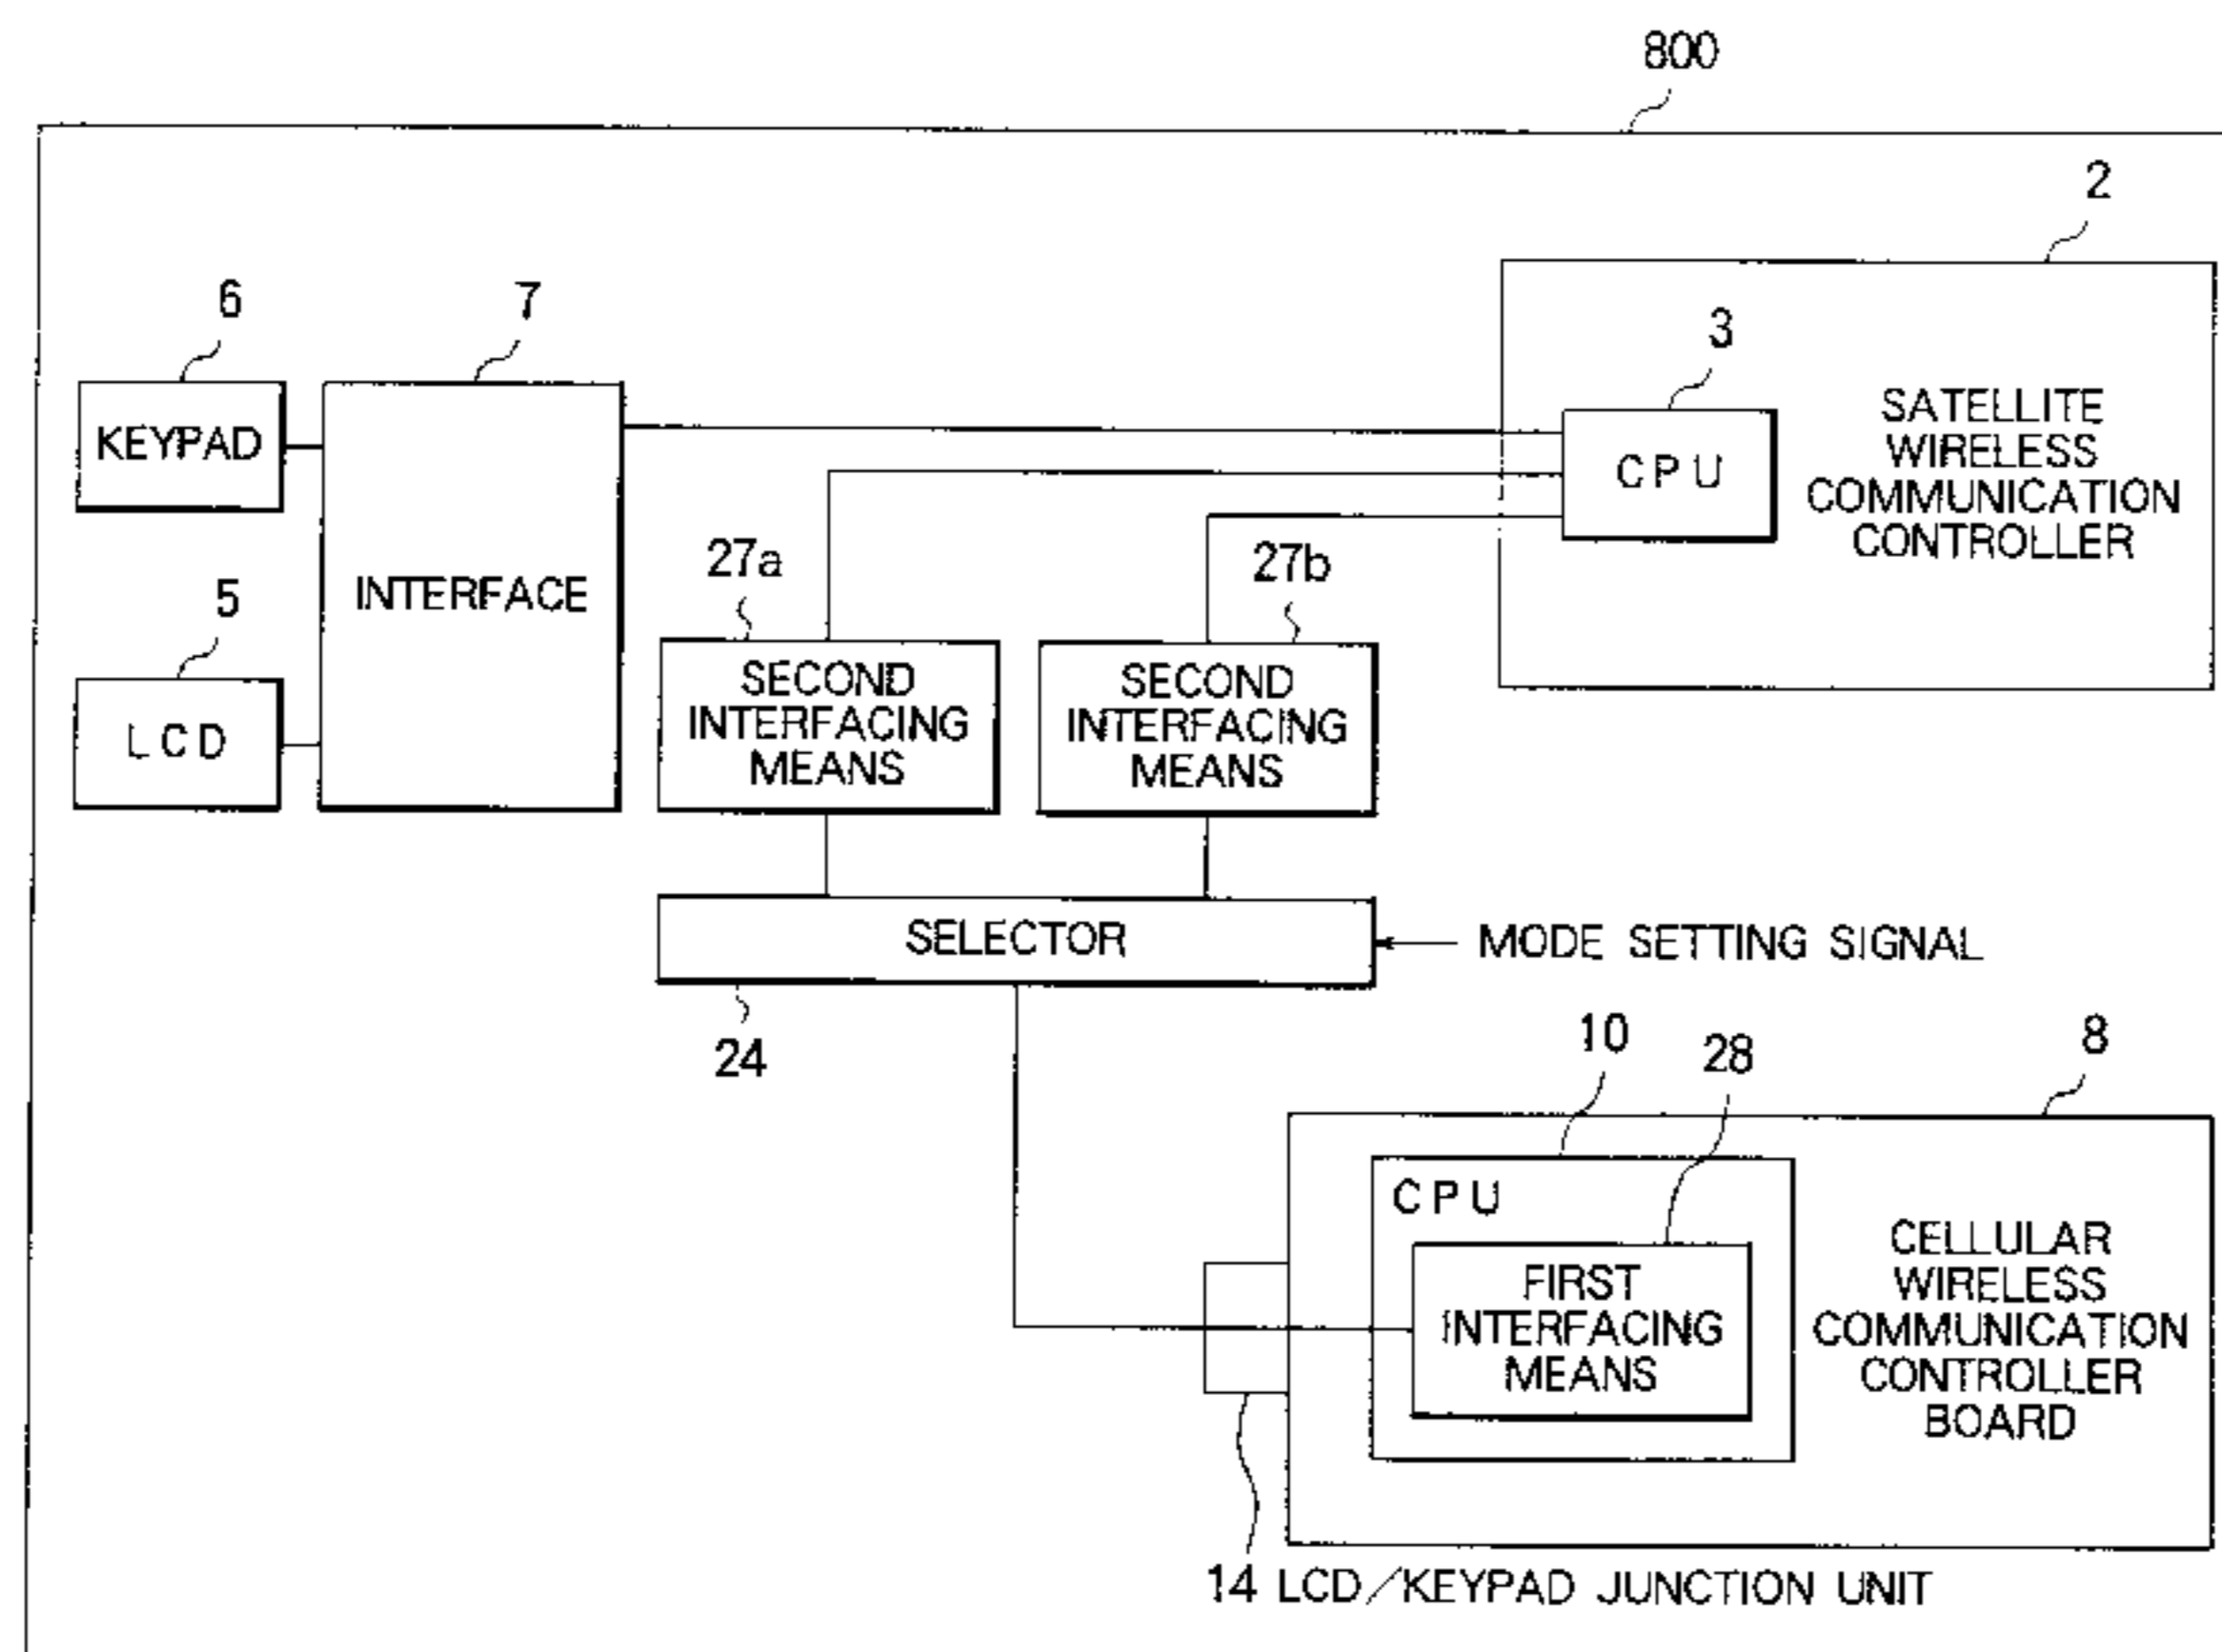 800
2
6
7
3
KEYPAD
INTERFACE
CPU
SATELLITE
WIRELESS
COMMUNICATION
CONTROLLER
5
LCD
27a
27b
SECOND
INTERFACING
MEANS
SECOND
INTERFACING
MEANS
SELECTOR
MODE SETTING SIGNAL
24
10
28
8
CPU
FIRST
INTERFACING
MEANS
CELLULAR
WIRELESS
COMMUNICATION
CONTROLLER
BOARD
14 LCD/KEYPAD JUNCTION UNIT